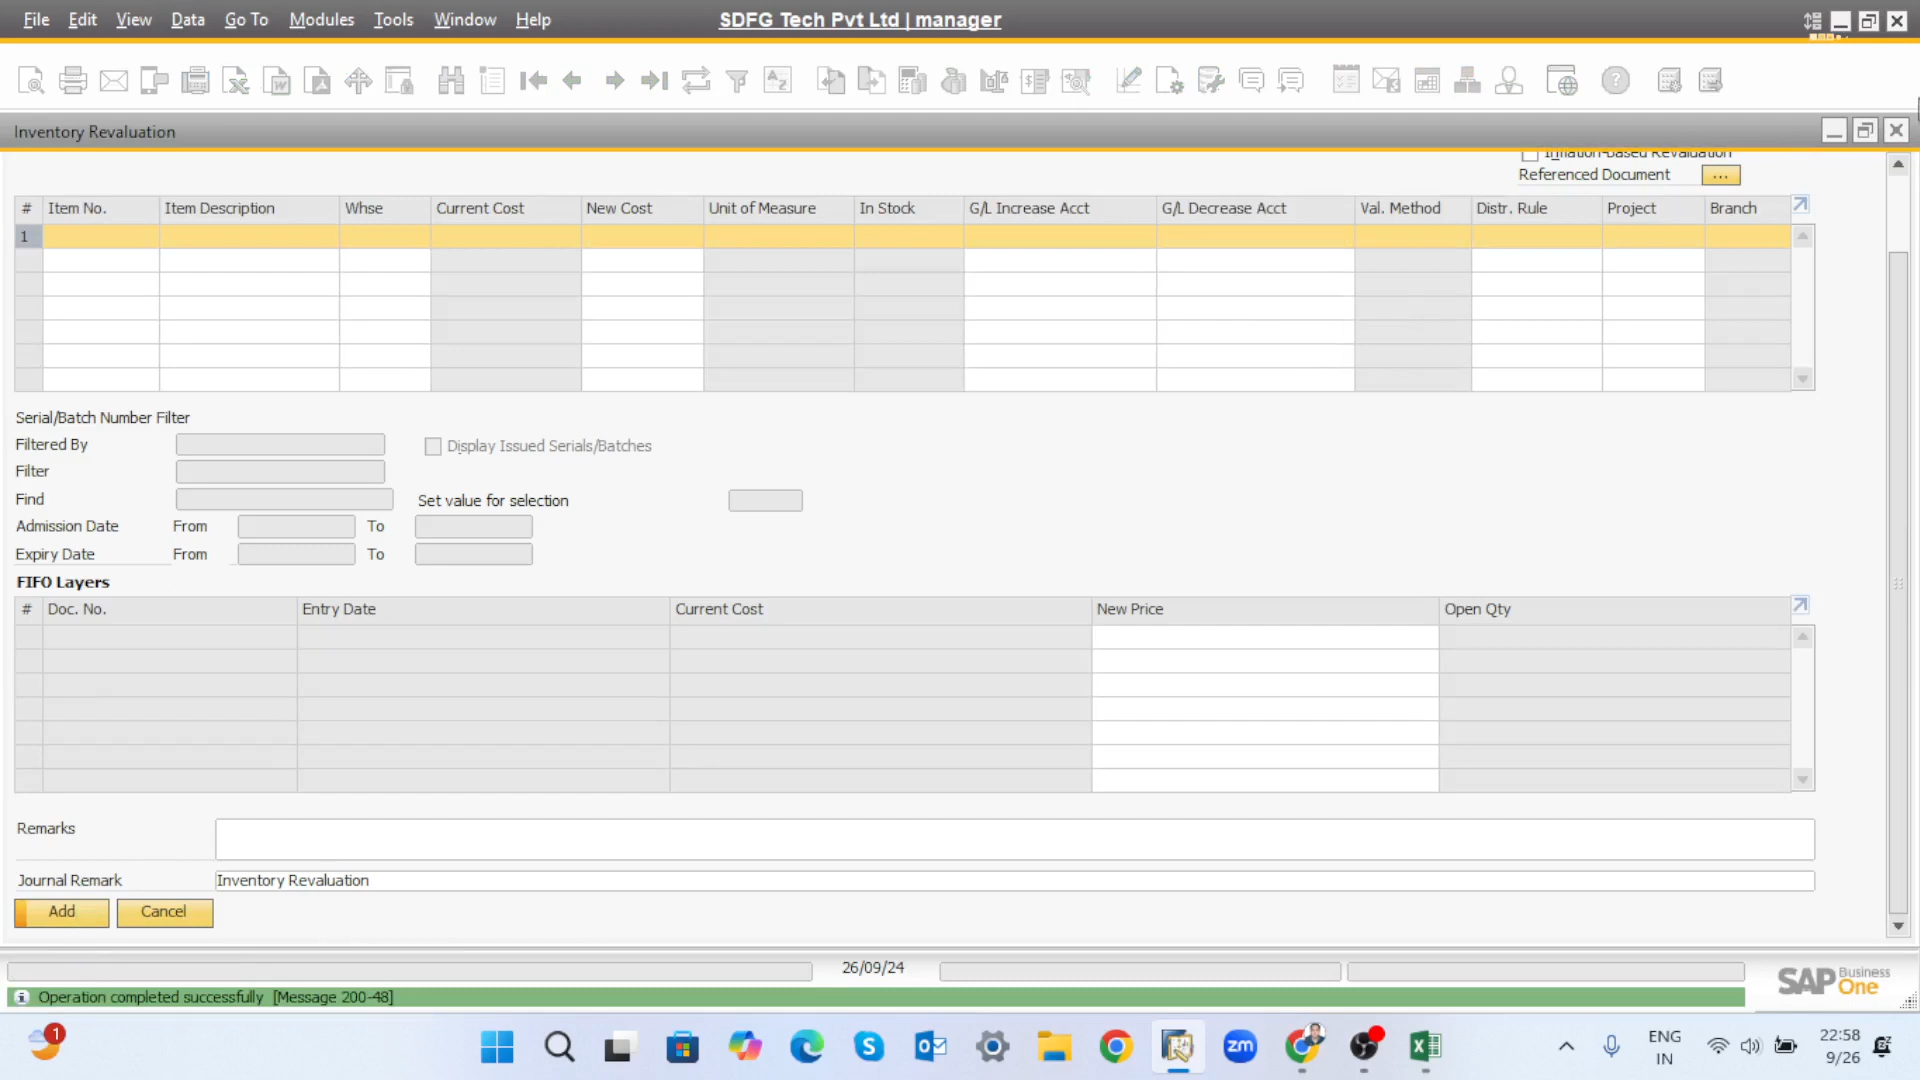 File Edit View Data Go To Modules Tools Window Help
SDFG Tech Pvt Ltd | manager
Inventory Revaluation
Inflation-based Revaluation
Referenced Document ...
# Item No. Item Description Whse Current Cost New Cost Unit of Measure In Stock G/L Increase Acct G/L Decrease Acct Val. Method Distr. Rule Project Branch
1
Serial/Batch Number Filter
Filtered By Display Issued Serials/Batches
Filter
Find Set value for selection
Admission Date From To
Expiry Date From To
FIFO Layers
# Doc. No. Entry Date Current Cost New Price Open Qty
Remarks
Journal Remark Inventory Revaluation
Add Cancel
26/09/24
SAP Business One
Operation completed successfully [Message 200-48]
1
zm
ENG
IN
22:58
9/26